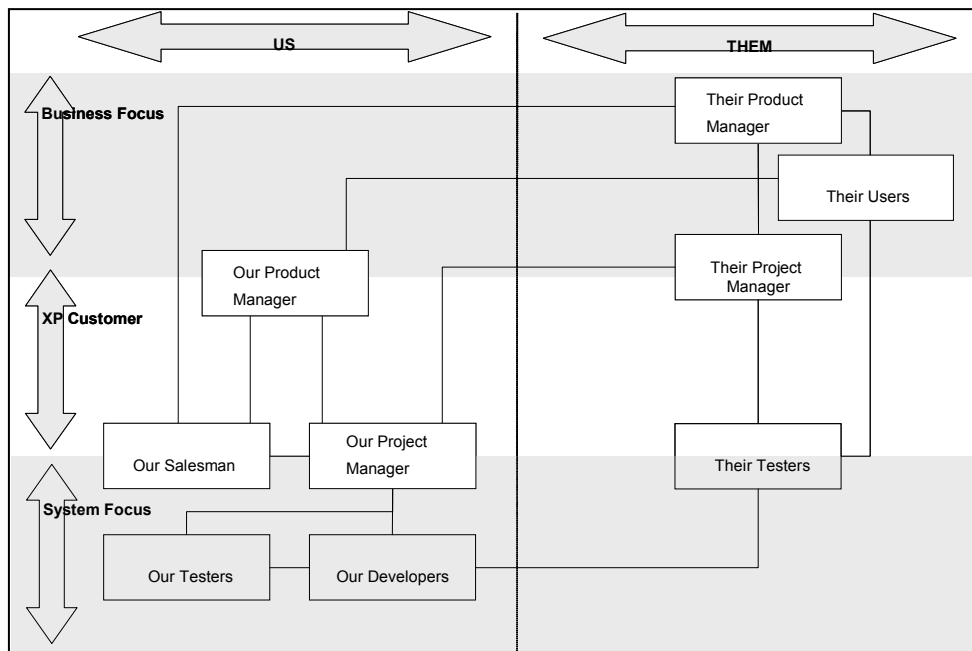 US
THEM
Business Focus
Their Product
Manager
Their Users
Our Product
Manager
Their Project
Manager
XP Customer
Our Salesman
Our Project
Manager
Their Testers
System Focus
Our Testers
Our Developers